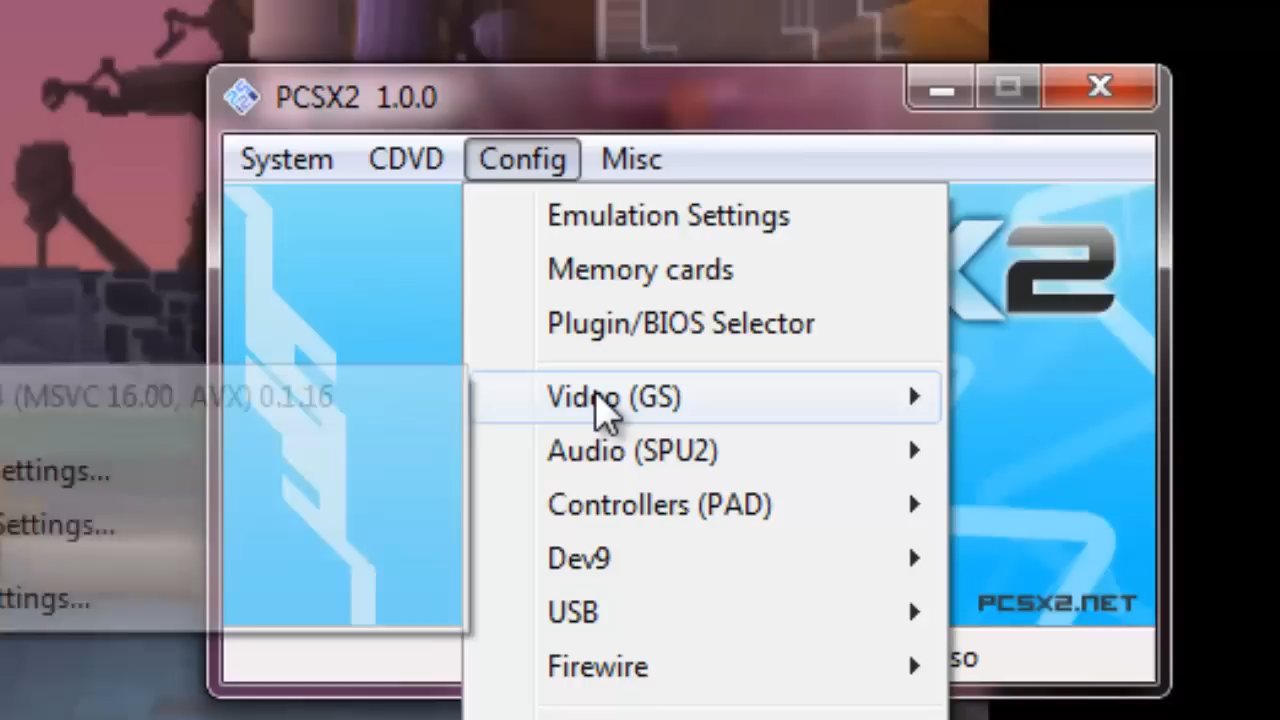 PCSX2 1.0.0
System CDVD Config Misc
Emulation Settings
Memory cards
Plugin/BIOS Selector
Video (GS)
Audio (SPU2)
Controllers (PAD)
Dev9
USB
Firewire
(MSVC 16.00, AVX) 0.1.16
ettings...
Settings...
ttings...
X2
PCSX2.NET
so